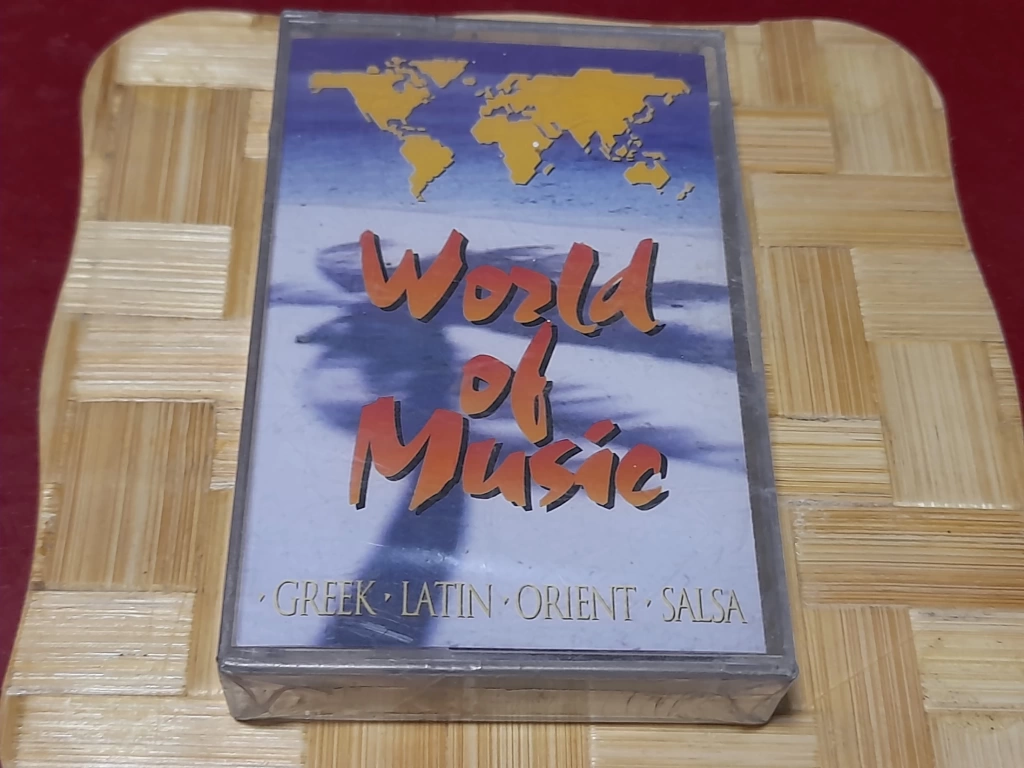 World
of
Music
· GREEK · LATIN · ORIENT · SALSA